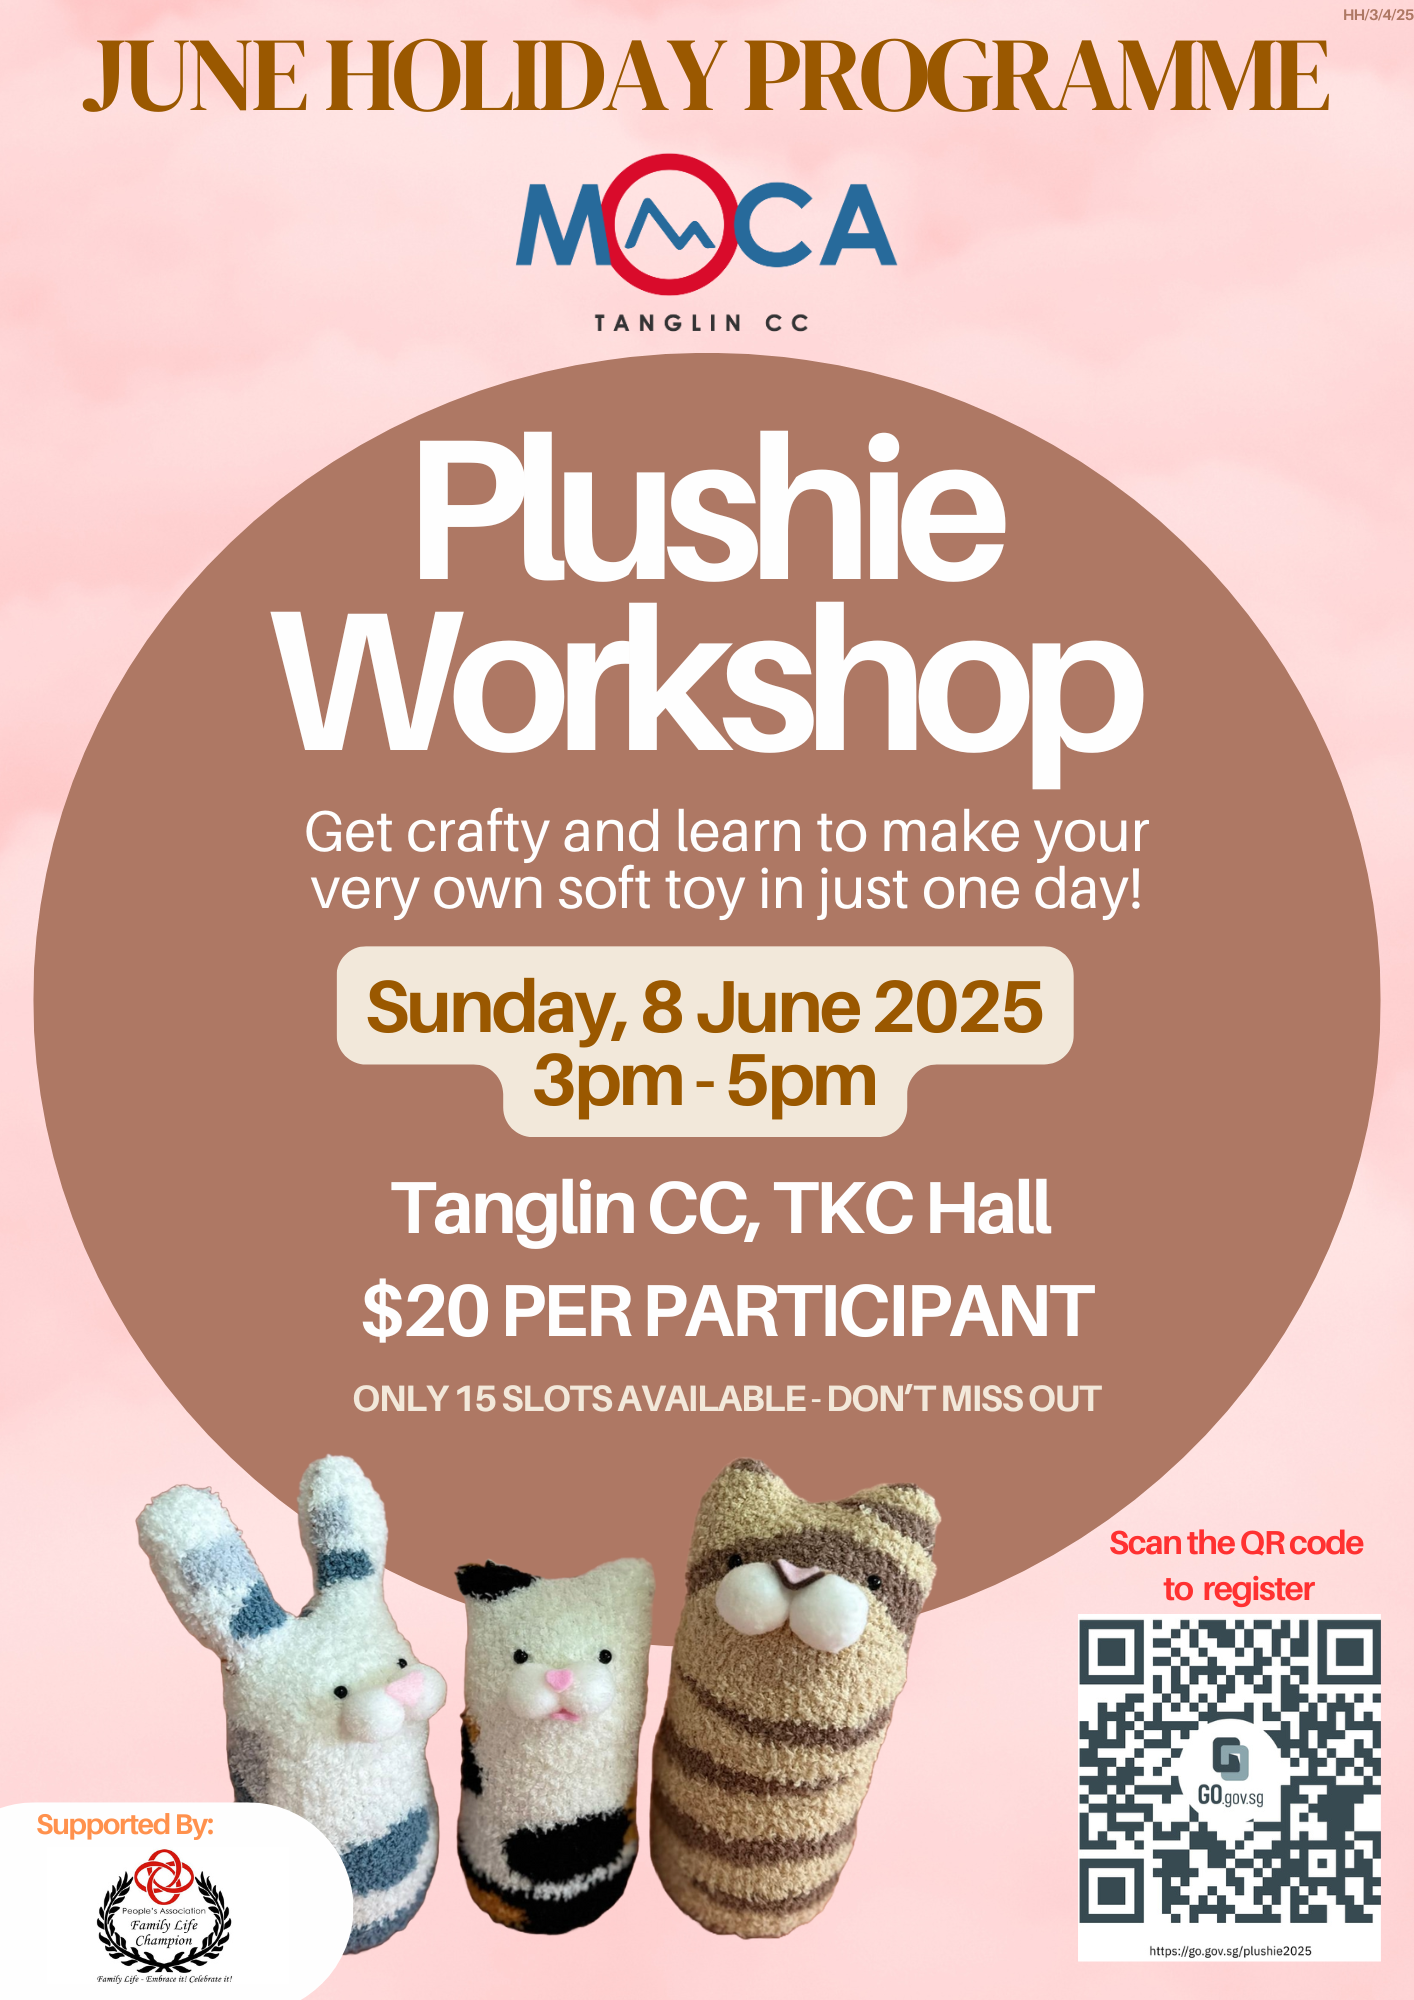 HH/3/4/25
JUNE HOLIDAY PROGRAMME
MOCA
TANGLIN CC
Plushie
Workshop
Get crafty and learn to make your
very own soft toy in just one day!
Sunday, 8 June 2025
3pm - 5pm
Tanglin CC, TKC Hall
$20 PER PARTICIPANT
ONLY 15 SLOTS AVAILABLE - DON’T MISS OUT
Scan the QR code
to register
GO.gov.sg
https://go.gov.sg/plushie2025
Supported By:
People's Association
Family Life
Champion
Family Life - Embrace it! Celebrate it!